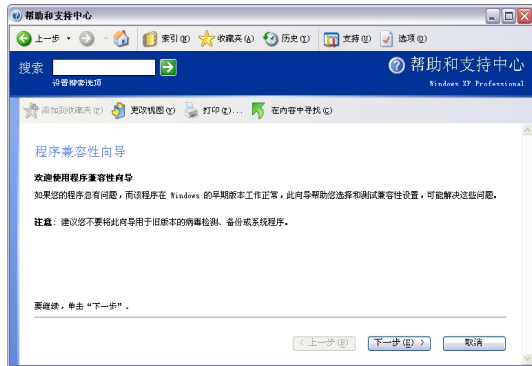 帮助和支持中心
上一步 索引(X) 收藏夹(A) 历史(Y) 支持(U) 选项(O)
搜索 帮助和支持中心
设置搜索选项 Windows XP Professional
添加到收藏夹(C) 更改视图(Y) 打印(T)... 在内容中寻找(C)
程序兼容性向导
欢迎使用程序兼容性向导
如果您的程序总有问题，而该程序在 Windows 的早期版本工作正常，此向导帮助您选择和测试兼容性设置，可能解决这些问题。
注意：建议您不要将此向导用于旧版本的病毒检测、备份或系统程序。
要继续，单击“下一步”。
< 上一步(B) 下一步(E) > 取消